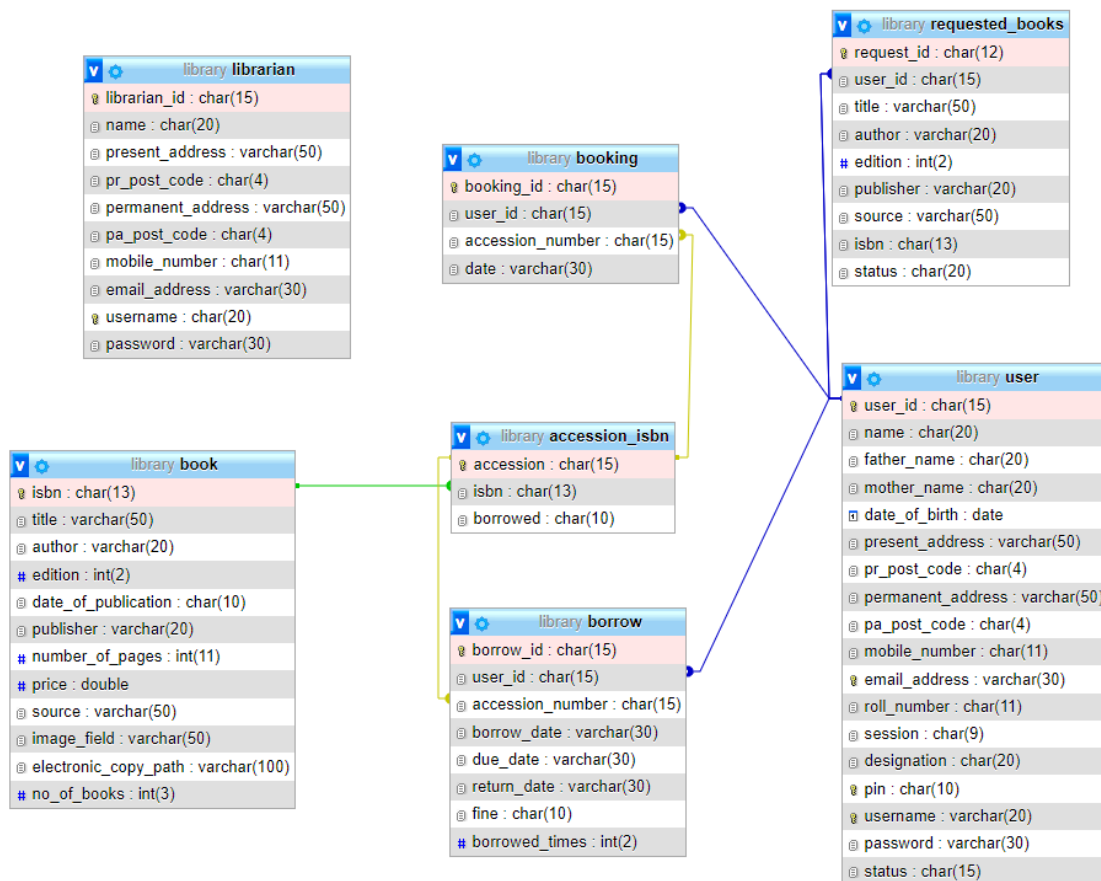 library librarian
librarian_id : char(15)
name : char(20)
present_address : varchar(50)
pr_post_code : char(4)
permanent_address : varchar(50)
pa_post_code : char(4)
mobile_number : char(11)
email_address : varchar(30)
username : char(20)
password : varchar(30)
library booking
booking_id : char(15)
user_id : char(15)
accession_number : char(15)
date : varchar(30)
library requested_books
request_id : char(12)
user_id : char(15)
title : varchar(50)
author : varchar(20)
# edition : int(2)
publisher : varchar(20)
source : varchar(50)
isbn : char(13)
status : char(20)
library book
isbn : char(13)
title : varchar(50)
author : varchar(20)
# edition : int(2)
date_of_publication : char(10)
publisher : varchar(20)
# number_of_pages : int(11)
# price : double
source : varchar(50)
image_field : varchar(50)
electronic_copy_path : varchar(100)
# no_of_books : int(3)
library accession_isbn
accession : char(15)
isbn : char(13)
borrowed : char(10)
library borrow
borrow_id : char(15)
user_id : char(15)
accession_number : char(15)
borrow_date : varchar(30)
due_date : varchar(30)
return_date : varchar(30)
fine : char(10)
# borrowed_times : int(2)
library user
user_id : char(15)
name : char(20)
father_name : char(20)
mother_name : char(20)
date_of_birth : date
present_address : varchar(50)
pr_post_code : char(4)
permanent_address : varchar(50)
pa_post_code : char(4)
mobile_number : char(11)
email_address : varchar(30)
roll_number : char(11)
session : char(9)
designation : char(20)
pin : char(10)
username : varchar(20)
password : varchar(30)
status : char(15)